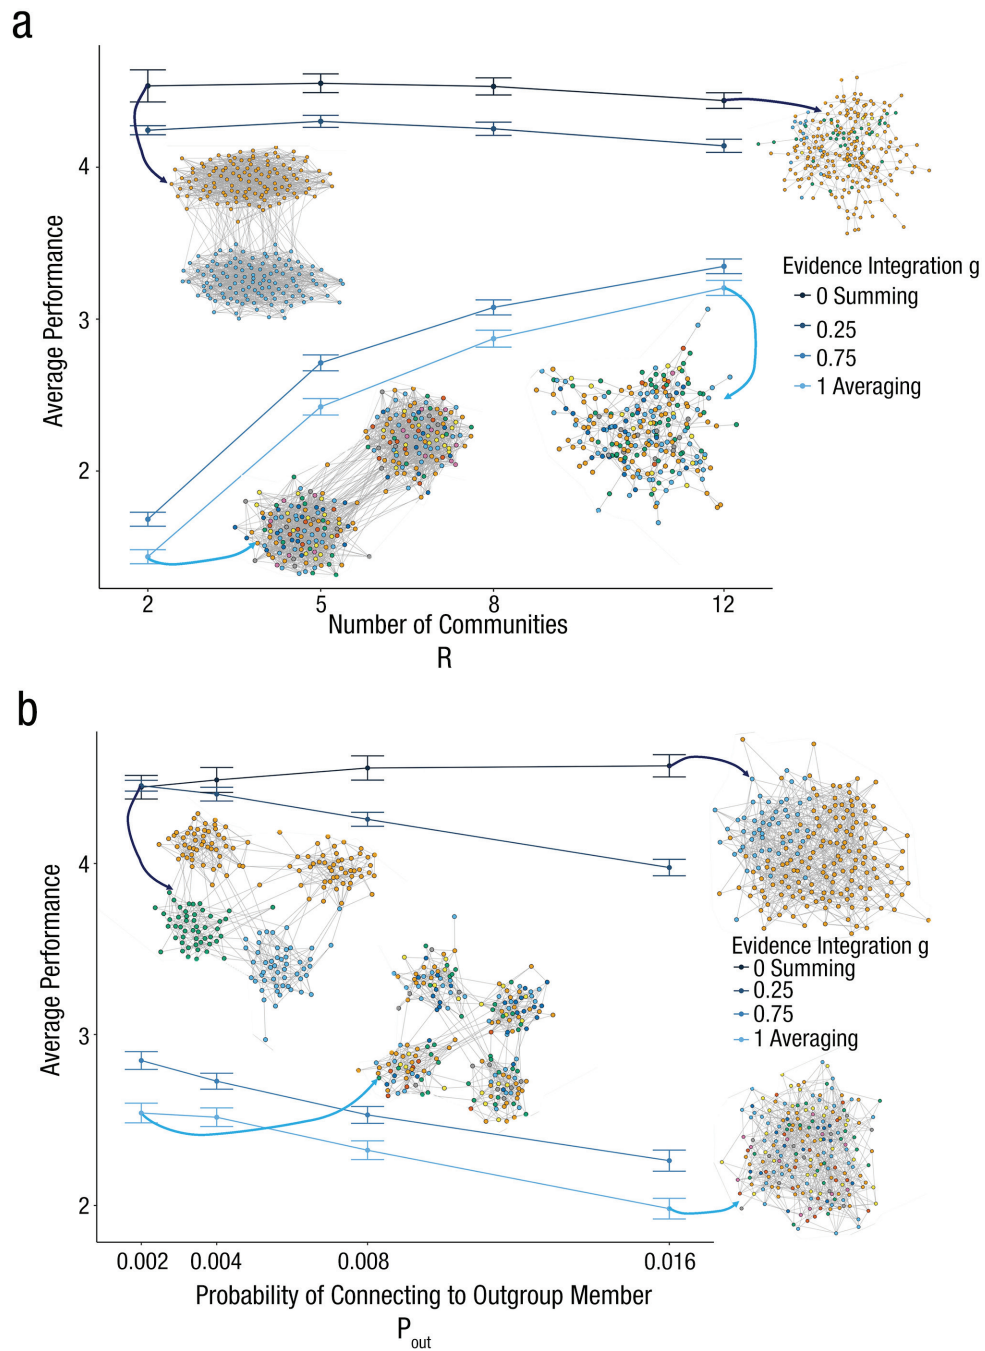 a
Average Performance
4
3
2
2
5
8
12
Number of Communities
R
Evidence Integration g
0 Summing
0.25
0.75
1 Averaging
b
Average Performance
4
3
2
0.002
0.004
0.008
0.016
Probability of Connecting to Outgroup Member
Pout
Evidence Integration g
0 Summing
0.25
0.75
1 Averaging